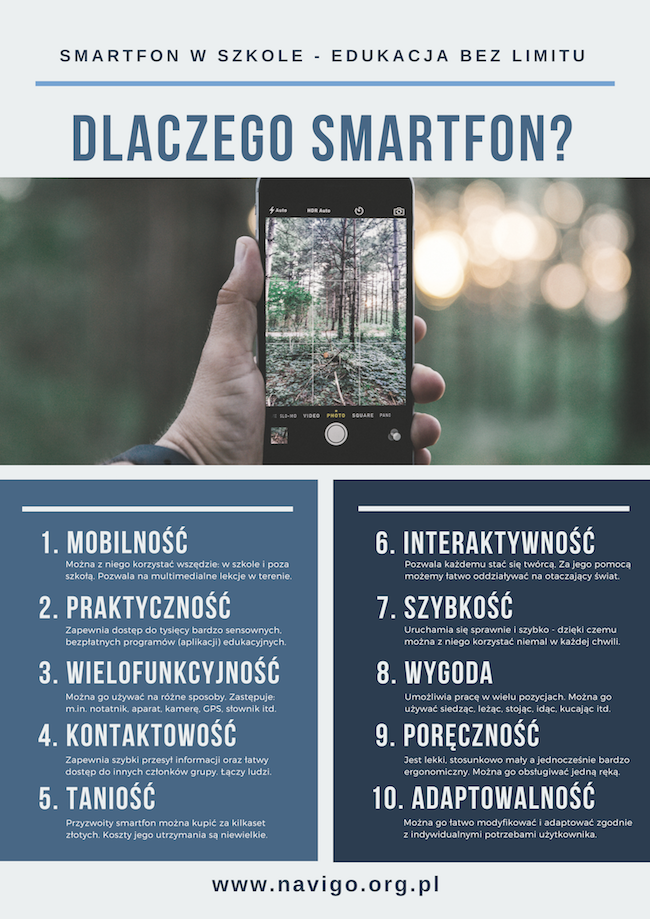 SMARTFON W SZKOLE - EDUKACJA BEZ LIMITU
DLACZEGO SMARTFON?
Auto
HDR Auto
SLO-MO VIDEO PHOTO SQUARE PANO
1. MOBILNOŚĆ
Można z niego korzystać wszędzie: w szkole i poza
szkołą. Pozwala na multimedialne lekcje w terenie.
2. PRAKTYCZNOŚĆ
Zapewnia dostęp do tysięcy bardzo sensownych,
bezpłatnych programów (aplikacji) edukacyjnych.
3. WIELOFUNKCYJNOŚĆ
Można go używać na różne sposoby. Zastępuje:
m.in. notatnik, aparat, kamerę, GPS, słownik itd.
4. KONTAKTOWOŚĆ
Zapewnia szybki przesył informacji oraz łatwy
dostęp do innych członków grupy. Łączy ludzi.
5. TANIOŚĆ
Przyzwoity smartfon można kupić za kilkaset
złotych. Koszty jego utrzymania są niewielkie.
6. INTERAKTYWNOŚĆ
Pozwala każdemu stać się twórcą. Za jego pomocą
możemy łatwo oddziaływać na otaczający świat.
7. SZYBKOŚĆ
Uruchamia się sprawnie i szybko - dzięki czemu
można z niego korzystać niemal w każdej chwili.
8. WYGODA
Umożliwia pracę w wielu pozycjach. Można go
używać siedząc, leżąc, stojąc, idąc, kucając itd.
9. PORĘCZNOŚĆ
Jest lekki, stosunkowo mały a jednocześnie bardzo
ergonomiczny. Można go obsługiwać jedną ręką.
10. ADAPTOWALNOŚĆ
Można go łatwo modyfikować i adaptować zgodnie
z indywidualnymi potrzebami użytkownika.
www.navigo.org.pl